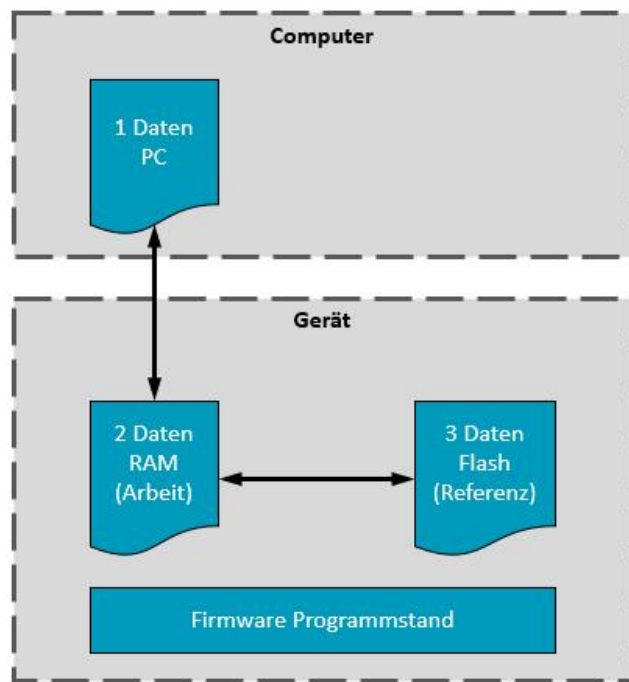 Computer
1 Daten
PC
Gerät
2 Daten
RAM
(Arbeit)
3 Daten
Flash
(Referenz)
Firmware Programmstand